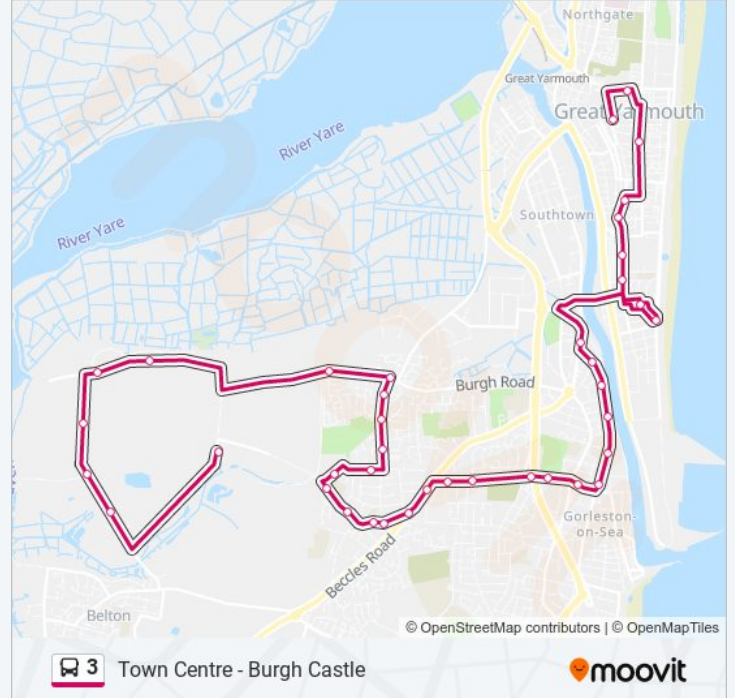 Northgate
Great Yarmouth
Great Yarmouth
River Yare
River Yare
Southtown
Burgh Road
Gorleston-
on-Sea
Beccles Road
Belton
© OpenStreetMap contributors | © OpenMapTiles
3 Town Centre - Burgh Castle
moovit